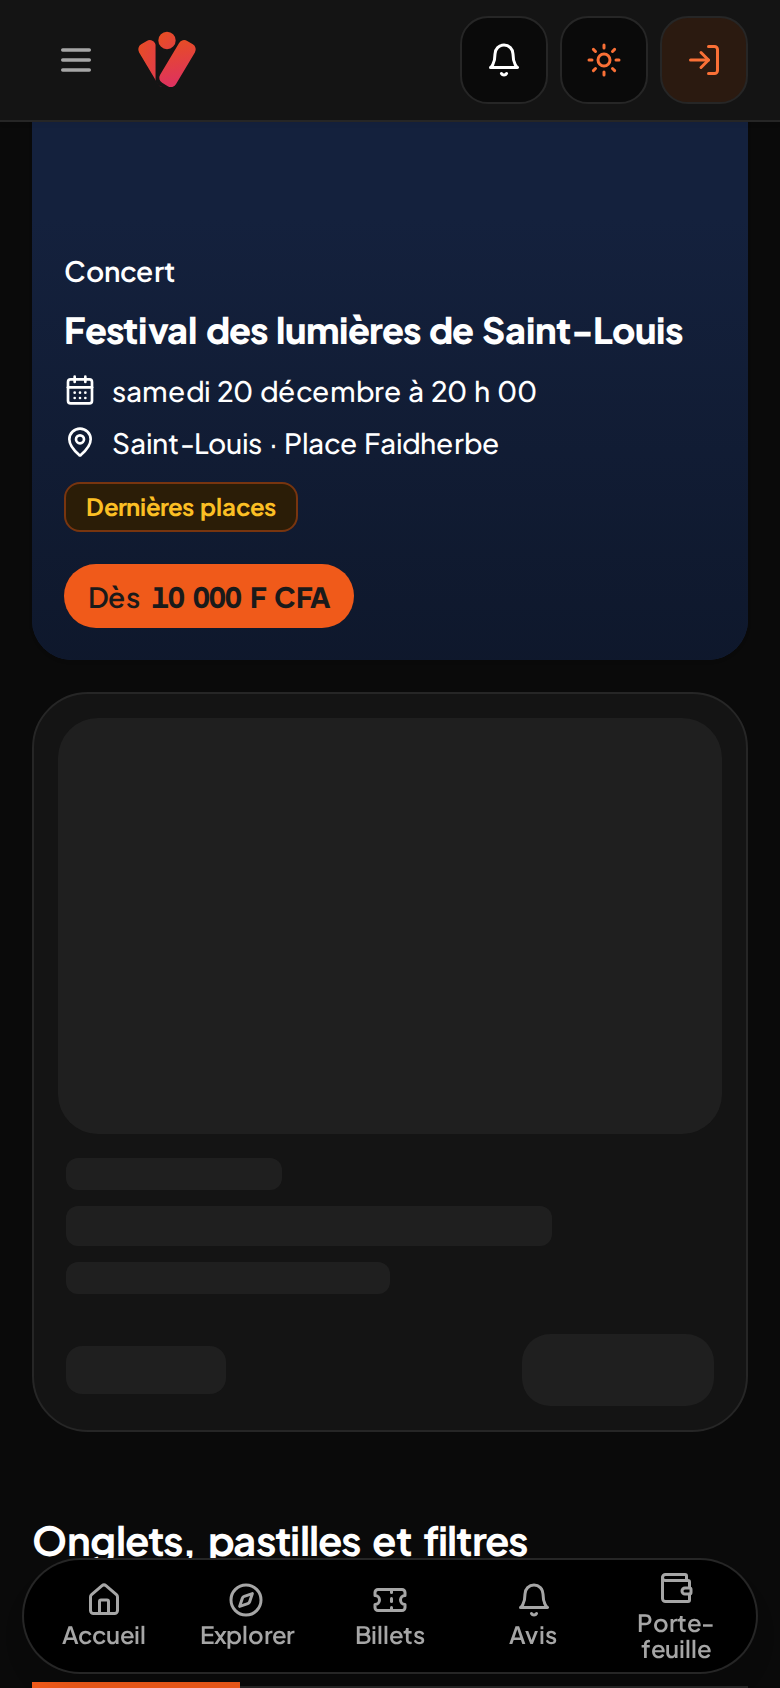 Concert
Festival des lumières de Saint-Louis
samedi 20 décembre à 20 h 00
Saint-Louis · Place Faidherbe
Dernières places
Dès 10 000 F CFA
Onglets, pastilles et filtres
Accueil
Explorer
Billets
Avis
Porte-
feuille